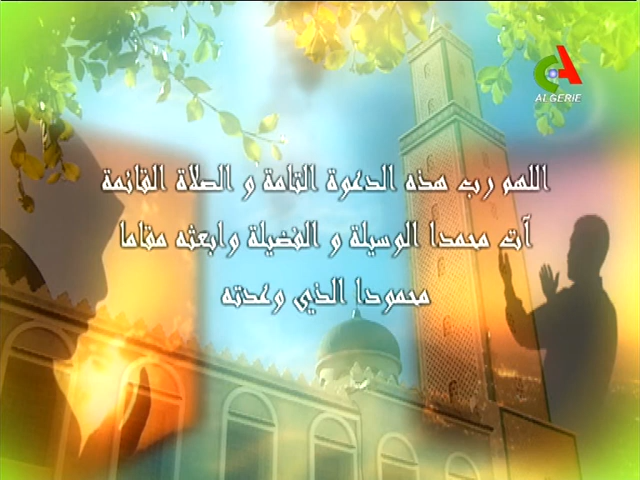 ALGERIE
اللهم رب هذه الدعوة التامة و الصلاة القائمة
آت محمدا الوسيلة و الفضيلة وابعثه مقاما
محمودا الذي وعدته